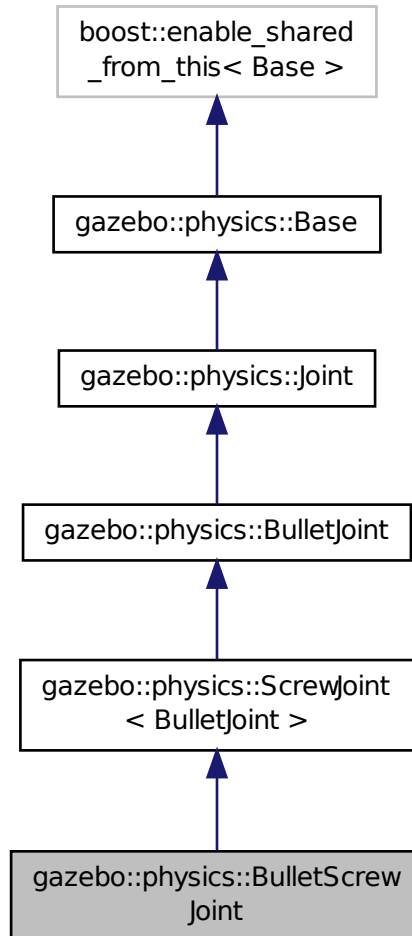 boost::enable_shared
_from_this< Base >
gazebo::physics::Base
gazebo::physics::Joint
gazebo::physics::BulletJoint
gazebo::physics::ScrewJoint
< BulletJoint >
gazebo::physics::BulletScrew
Joint